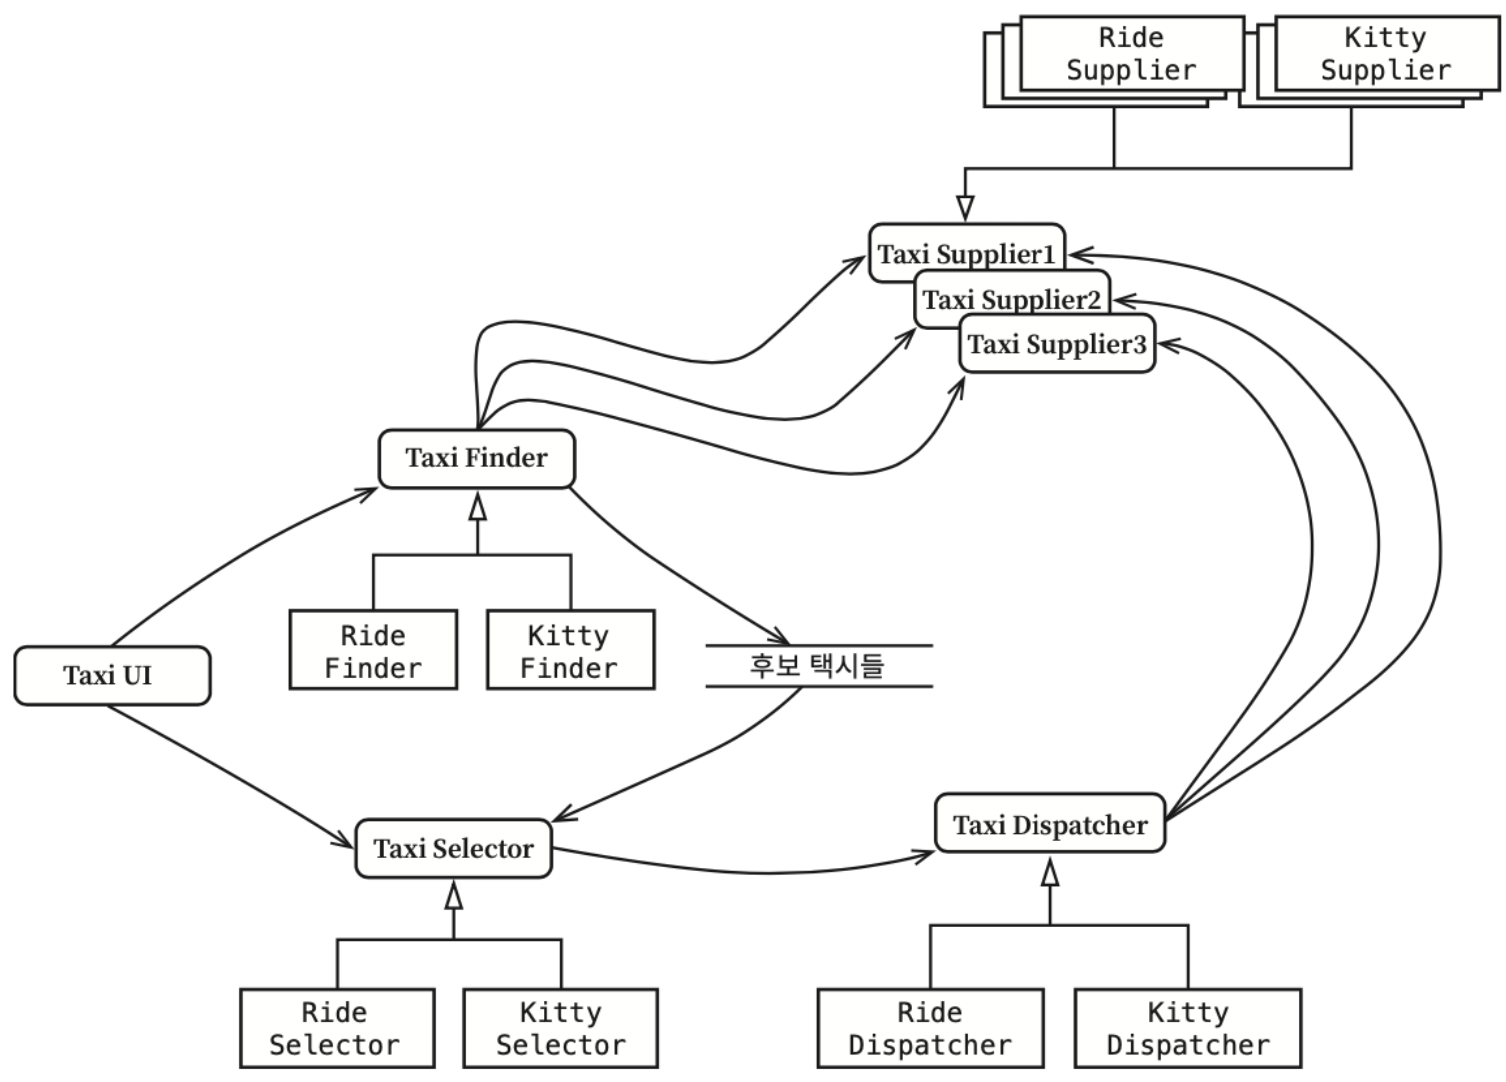 Ride
Supplier
Kitty
Supplier
Taxi Supplier1
Taxi Supplier2
Taxi Supplier3
Taxi Finder
Ride
Finder
Kitty
Finder
Taxi UI
후보 택시들
Taxi Selector
Taxi Dispatcher
Ride
Selector
Kitty
Selector
Ride
Dispatcher
Kitty
Dispatcher